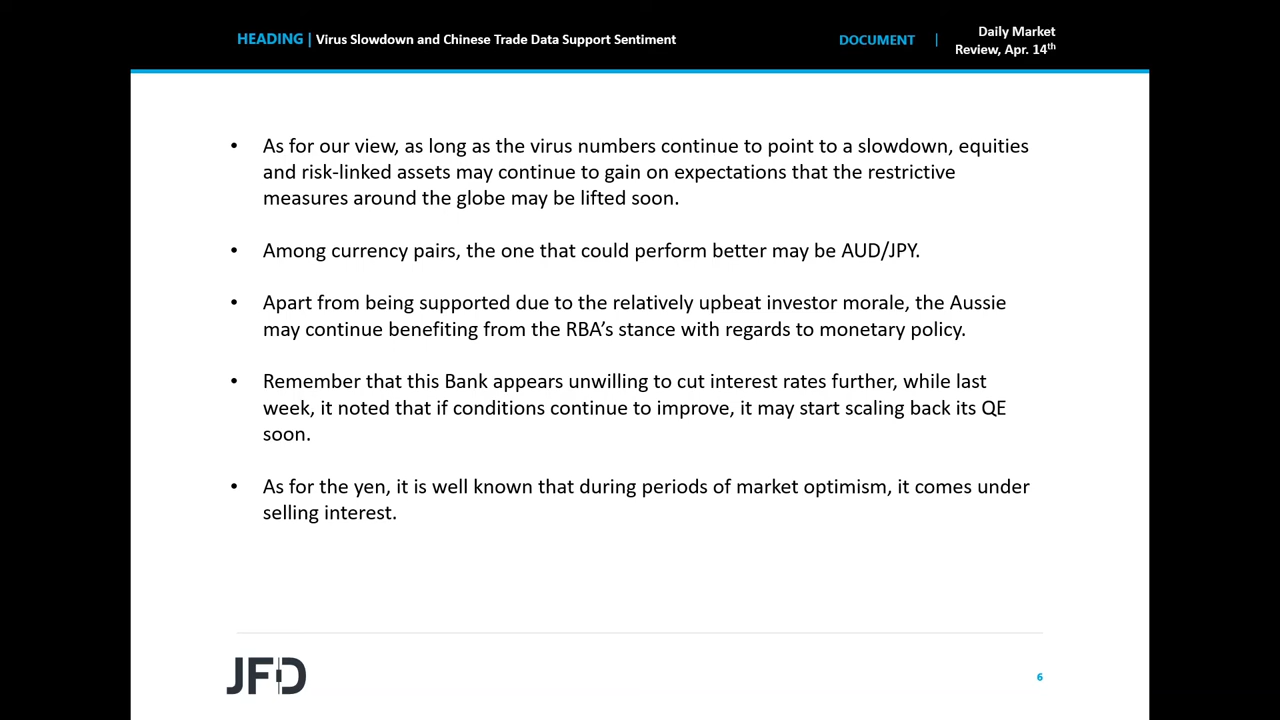 HEADING | Virus Slowdown and Chinese Trade Data Support Sentiment
DOCUMENT | Daily Market
Review, Apr. 14th
• As for our view, as long as the virus numbers continue to point to a slowdown, equities
and risk-linked assets may continue to gain on expectations that the restrictive
measures around the globe may be lifted soon.
• Among currency pairs, the one that could perform better may be AUD/JPY.
• Apart from being supported due to the relatively upbeat investor morale, the Aussie
may continue benefiting from the RBA’s stance with regards to monetary policy.
• Remember that this Bank appears unwilling to cut interest rates further, while last
week, it noted that if conditions continue to improve, it may start scaling back its QE
soon.
• As for the yen, it is well known that during periods of market optimism, it comes under
selling interest.
JFD
6